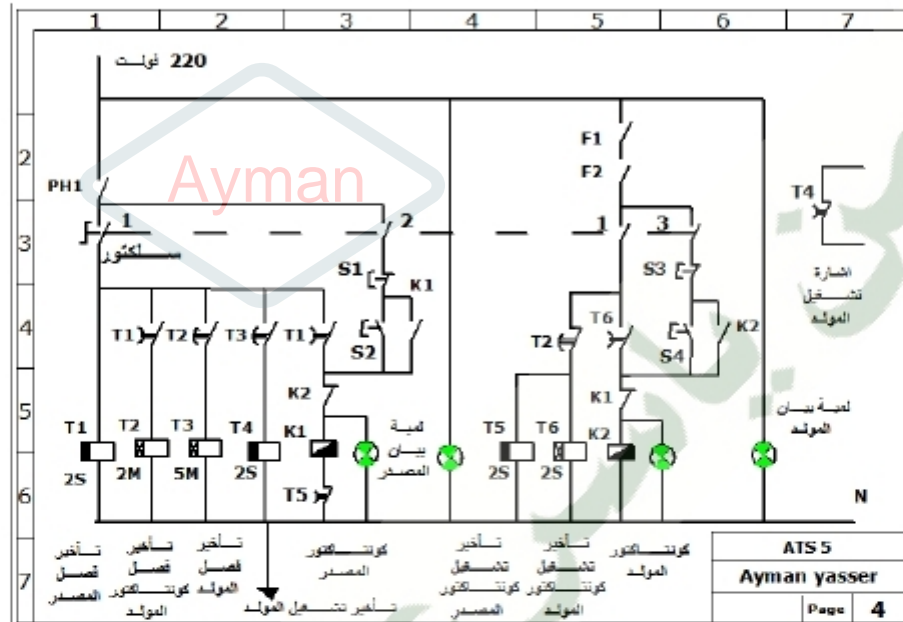 1 2 3 4 5 6 7
220 فولت
Ayman
2
F1
F2
PH1
T4
1
2
1
3
3
سلكتور
S1
S3
K1
اشارة
تشغيل
المولد
4
T1
T2
T3
T1
S2
T2
T6
S4
K2
5
K2
K1
لمبة بيان
المولد
T1
T2
T3
T4
K1
لمبة
بيان
المصدر
T5
T6
K2
2S
2M
5M
2S
2S
2S
6
T5
N
7
تأخير
فصل
المصدر
تأخير
فصل
كونتاكتور
المولد
تأخير
فصل
المولد
تأخير تشغيل المولد
كونتاكتور
المصدر
تأخير
تشغيل
كونتاكتور
المصدر
تأخير
تشغيل
كونتاكتور
المولد
كونتاكتور
المولد
ATS 5
Ayman yasser
Page 4